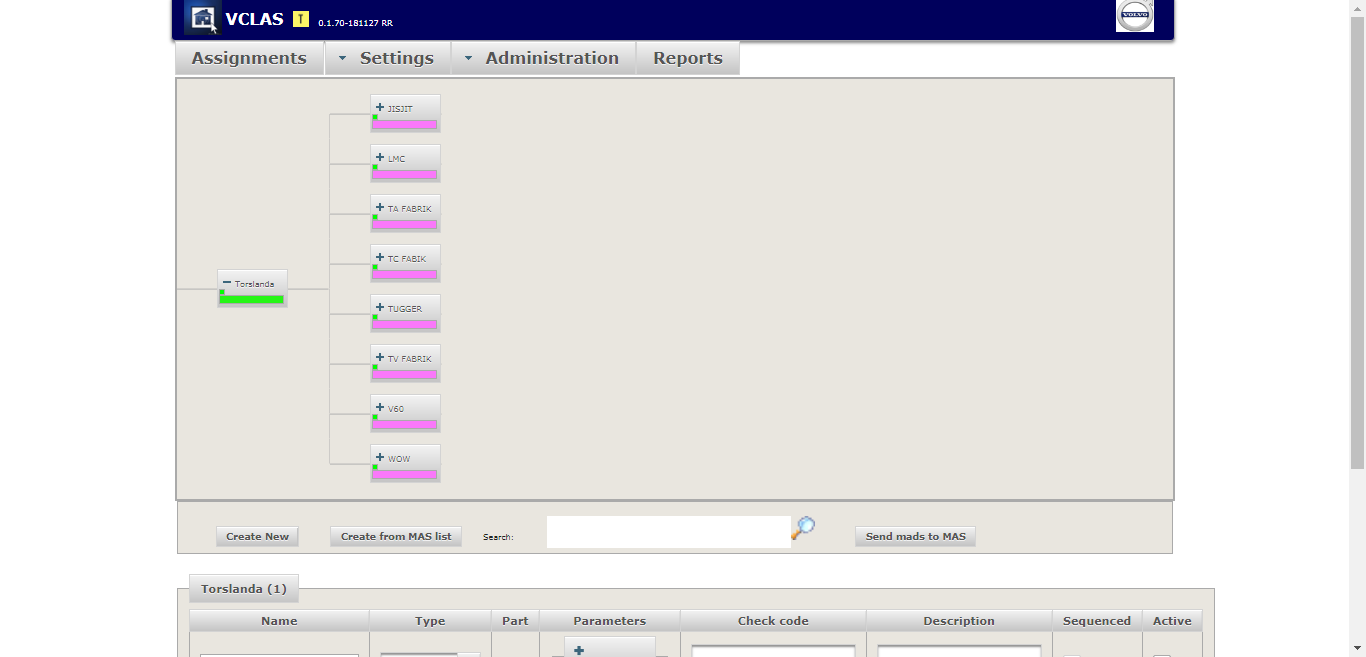 VCLAS T 0.1.70-181127 RR
VOLVO
Assignments Settings Administration Reports
JISJIT
LMC
TA FABRIK
TC FABIK
Torslanda
TUGGER
TV FABRIK
V60
WOW
Create New Create from MAS list Search: Send mads to MAS
Torslanda (1)
Name Type Part Parameters Check code Description Sequenced Active